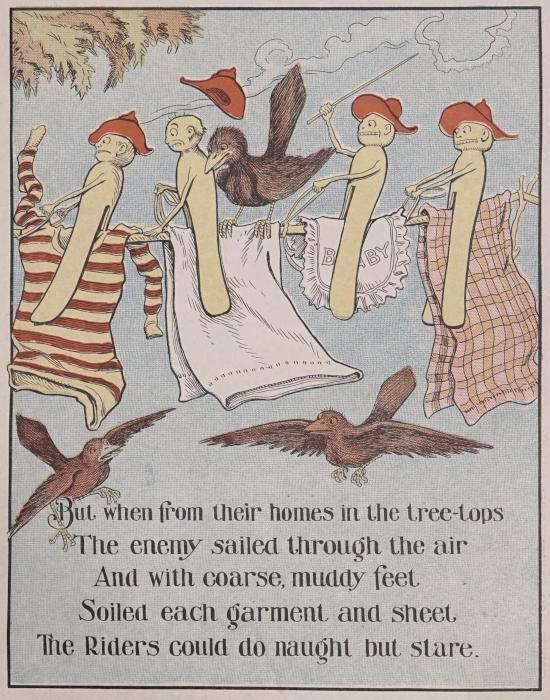 BABY
But when from their homes in the tree-tops
The enemy sailed through the air
And with coarse, muddy feet
Soiled each garment and sheet
The Riders could do naught but stare.